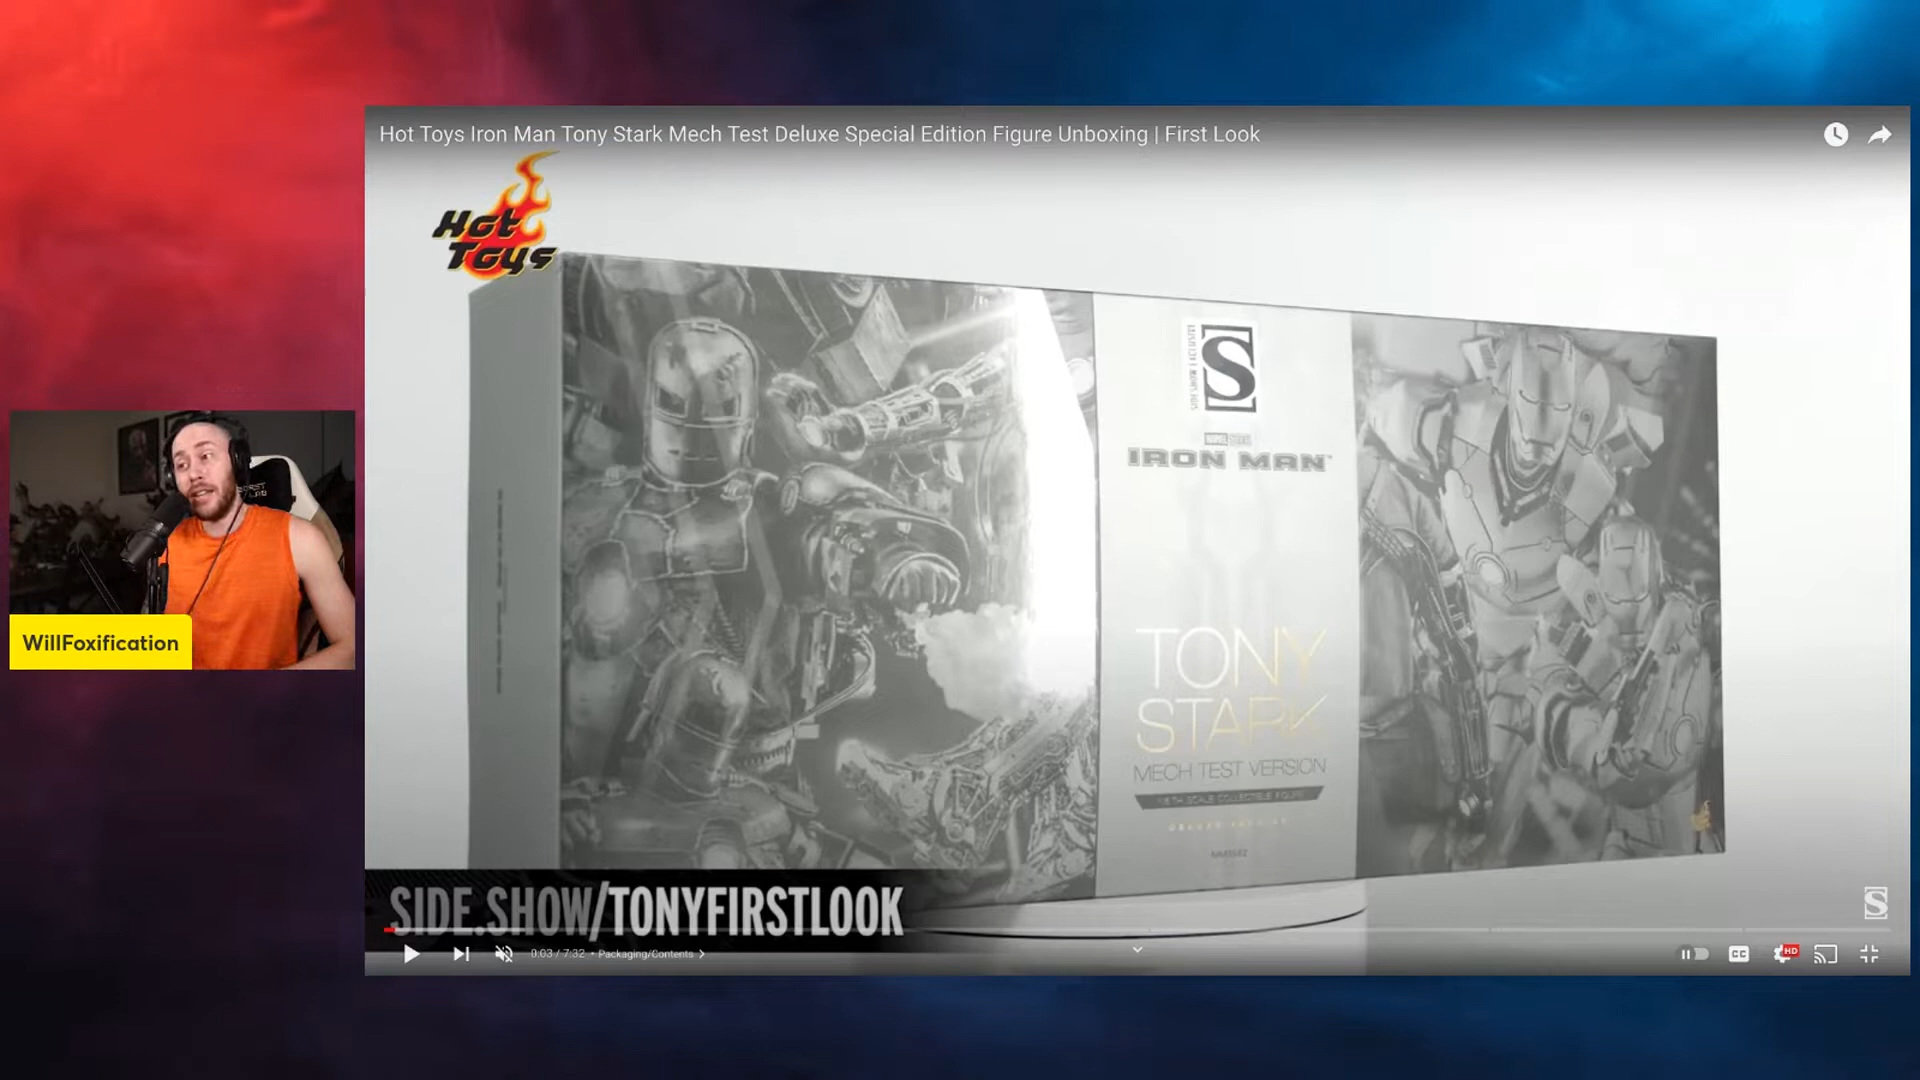 Hot Toys Iron Man Tony Stark Mech Test Deluxe Special Edition Figure Unboxing | First Look
Hot
Toys
S
IRON MAN
TONY
STARK
MECH TEST VERSION
WillFoxification
SIDE.SHOW/TONYFIRSTLOOK
S
0:03 / 7:32 • Packaging/Contents
CC
HD